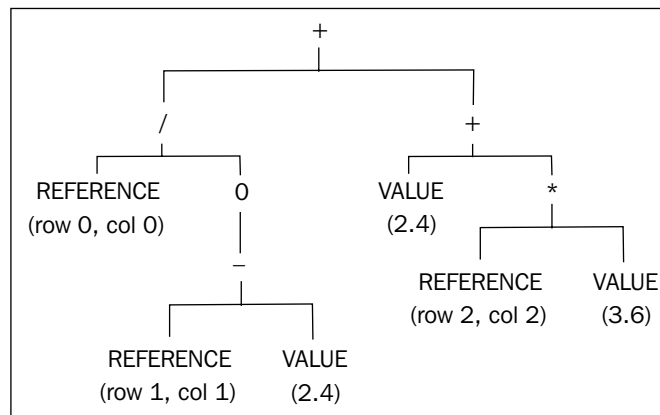 +
/ +
REFERENCE 0 VALUE *
(row 0, col 0) (2.4)
–
REFERENCE VALUE
(row 2, col 2) (3.6)
REFERENCE VALUE
(row 1, col 1) (2.4)